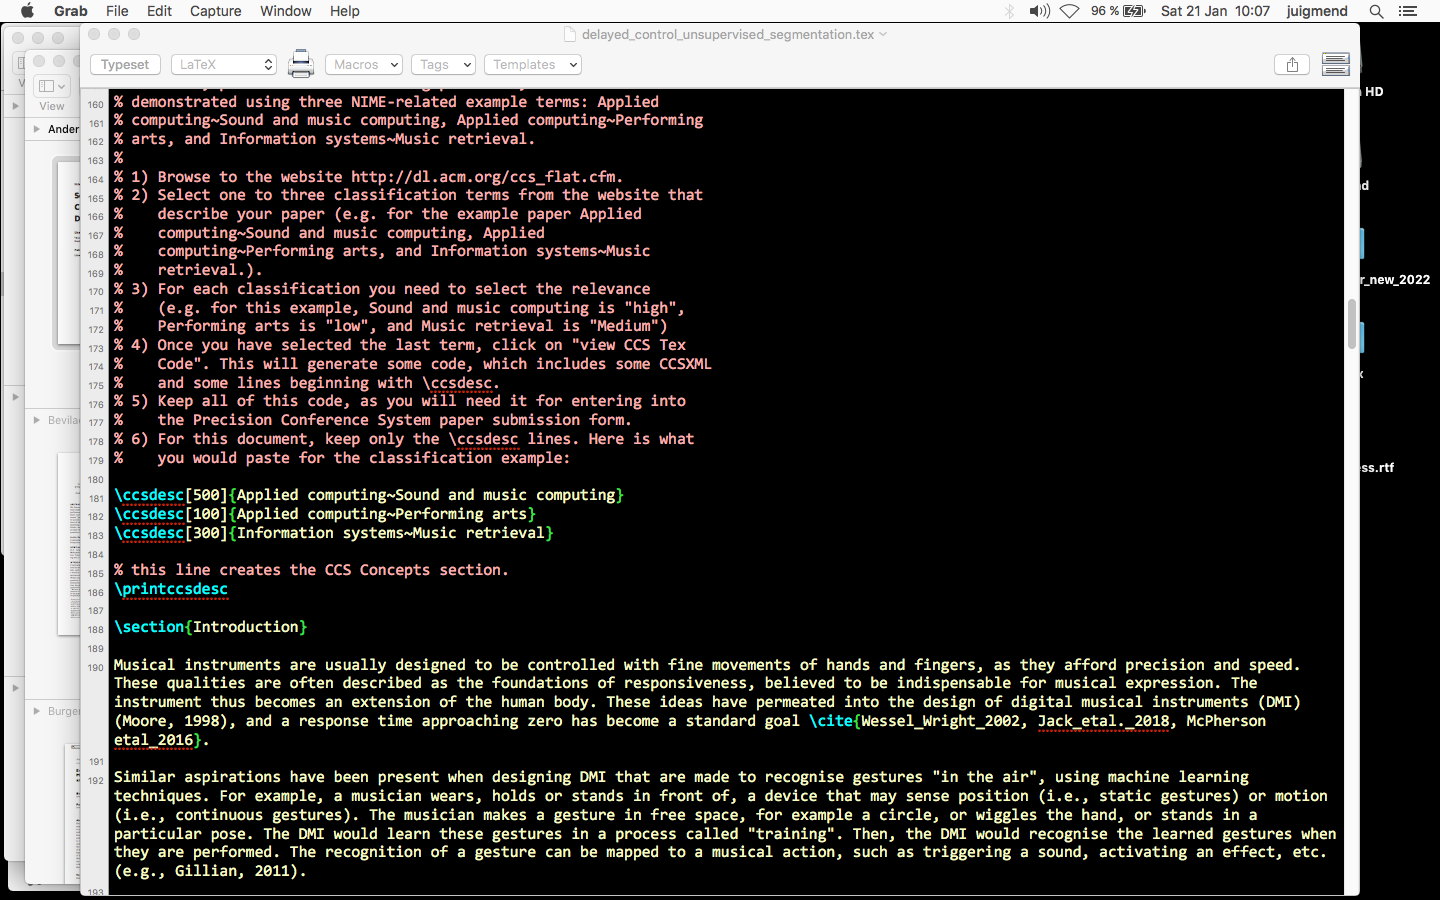 Grab File Edit Capture Window Help 96 % Sat 21 Jan 10:07 juigmend
delayed_control_unsupervised_segmentation.tex
Typeset LaTeX Macros Tags Templates
View
Ander
Bevila
Burge
HD
r_new_2022
ess.rtf
160 % demonstrated using three NIME-related example terms: Applied
161 % computing~Sound and music computing, Applied computing~Performing
162 % arts, and Information systems~Music retrieval.
163 %
164 % 1) Browse to the website http://dl.acm.org/ccs_flat.cfm.
165 % 2) Select one to three classification terms from the website that
166 % describe your paper (e.g. for the example paper Applied
167 % computing~Sound and music computing, Applied
168 % computing~Performing arts, and Information systems~Music
169 % retrieval.).
170 % 3) For each classification you need to select the relevance
171 % (e.g. for this example, Sound and music computing is "high",
172 % Performing arts is "low", and Music retrieval is "Medium")
173 % 4) Once you have selected the last term, click on "view CCS Tex
174 % Code". This will generate some code, which includes some CCSXML
175 % and some lines beginning with \ccsdesc.
176 % 5) Keep all of this code, as you will need it for entering into
177 % the Precision Conference System paper submission form.
178 % 6) For this document, keep only the \ccsdesc lines. Here is what
179 % you would paste for the classification example:
180
181 \ccsdesc[500]{Applied computing~Sound and music computing}
182 \ccsdesc[100]{Applied computing~Performing arts}
183 \ccsdesc[300]{Information systems~Music retrieval}
184
185 % this line creates the CCS Concepts section.
186 \printccsdesc
187
188 \section{Introduction}
189
190 Musical instruments are usually designed to be controlled with fine movements of hands and fingers, as they afford precision and speed.
These qualities are often described as the foundations of responsiveness, believed to be indispensable for musical expression. The
instrument thus becomes an extension of the human body. These ideas have permeated into the design of digital musical instruments (DMI)
(Moore, 1998), and a response time approaching zero has become a standard goal \cite{Wessel_Wright_2002, Jack_etal._2018, McPherson
etal_2016}.
191
192 Similar aspirations have been present when designing DMI that are made to recognise gestures "in the air", using machine learning
techniques. For example, a musician wears, holds or stands in front of, a device that may sense position (i.e., static gestures) or motion
(i.e., continuous gestures). The musician makes a gesture in free space, for example a circle, or wiggles the hand, or stands in a
particular pose. The DMI would learn these gestures in a process called "training". Then, the DMI would recognise the learned gestures when
they are performed. The recognition of a gesture can be mapped to a musical action, such as triggering a sound, activating an effect, etc.
(e.g., Gillian, 2011).
193